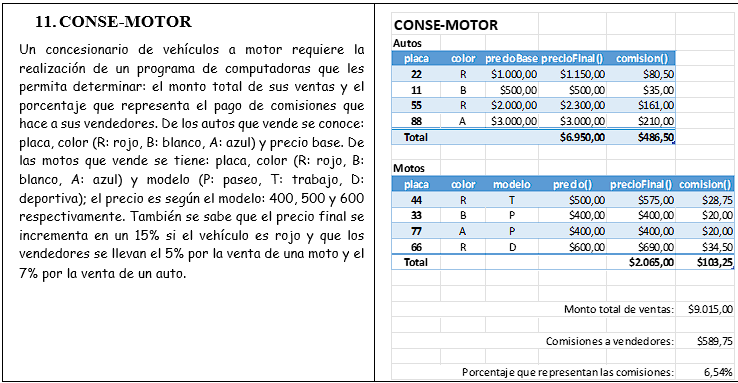 11. CONSE-MOTOR
Un concesionario de vehículos a motor requiere la
realización de un programa de computadoras que les
permita determinar: el monto total de sus ventas y el
porcentaje que representa el pago de comisiones que
hace a sus vendedores. De los autos que vende se conoce:
placa, color (R: rojo, B: blanco, A: azul) y precio base. De
las motos que vende se tiene: placa, color (R: rojo, B:
blanco, A: azul) y modelo (P: paseo, T: trabajo, D:
deportiva); el precio es según el modelo: 400, 500 y 600
respectivamente. También se sabe que el precio final se
incrementa en un 15% si el vehículo es rojo y que los
vendedores se llevan el 5% por la venta de una moto y el
7% por la venta de un auto.
CONSE-MOTOR
Autos
placa color precioBase precioFinal() comision()
22 R $1.000,00 $1.150,00 $80,50
11 B $500,00 $500,00 $35,00
55 R $2.000,00 $2.300,00 $161,00
88 A $3.000,00 $3.000,00 $210,00
Total $6.950,00 $486,50
Motos
placa color modelo precio() precioFinal() comision()
44 R T $500,00 $575,00 $28,75
33 B P $400,00 $400,00 $20,00
77 A P $400,00 $400,00 $20,00
66 R D $600,00 $690,00 $34,50
Total $2.065,00 $103,25
Monto total de ventas: $9.015,00
Comisiones a vendedores: $589,75
Porcentaje que representan las comisiones: 6,54%